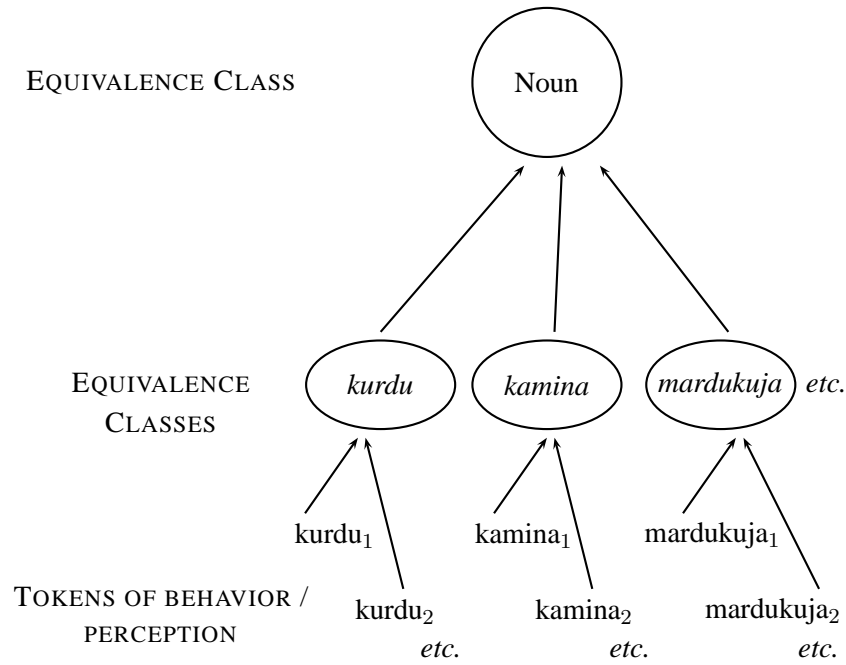 EQUIVALENCE CLASS
Noun
EQUIVALENCE
CLASSES
kurdu
kamina
mardukuja
etc.
kurdu₁
kamina₁
mardukuja₁
TOKENS OF BEHAVIOR /
PERCEPTION
kurdu₂
kamina₂
mardukuja₂
etc.
etc.
etc.